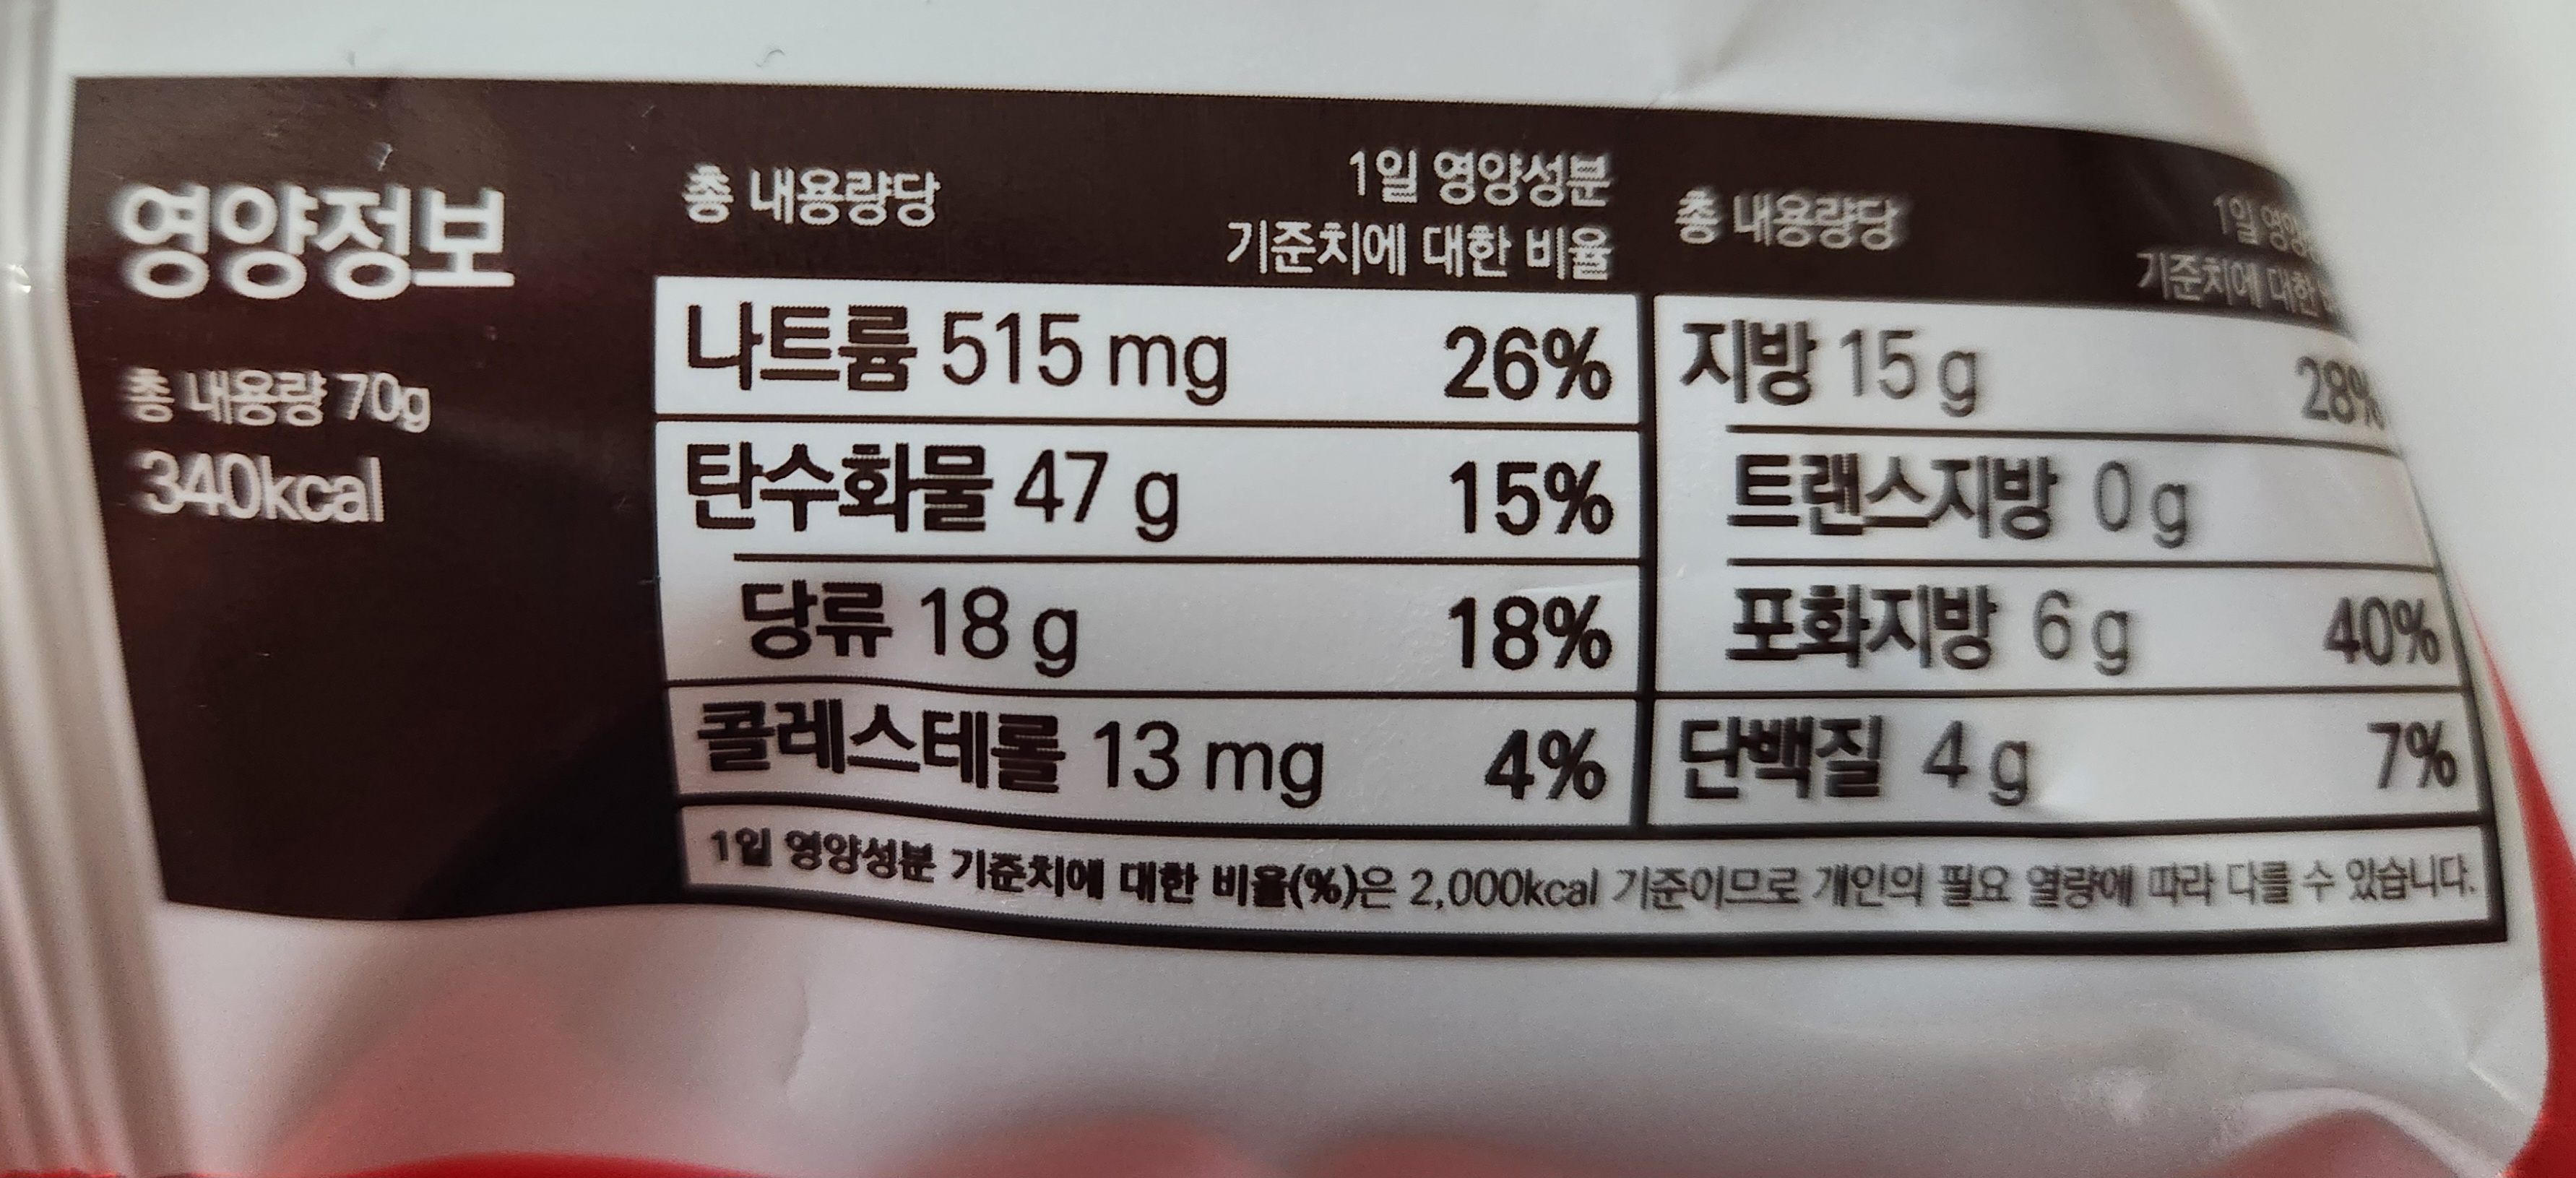 영양정보
총 내용량 70g
340kcal
총 내용량당
1일 영양성분
기준치에 대한 비율
나트륨 515 mg 26%
탄수화물 47 g 15%
당류 18 g 18%
콜레스테롤 13 mg 4%
총 내용량당
1일
기준치에 대한
지방 15 g 28%
트랜스지방 0 g
포화지방 6 g 40%
단백질 4 g 7%
1일 영양성분 기준치에 대한 비율(%)은 2,000kcal 기준이므로 개인의 필요 열량에 따라 다를 수 있습니다.